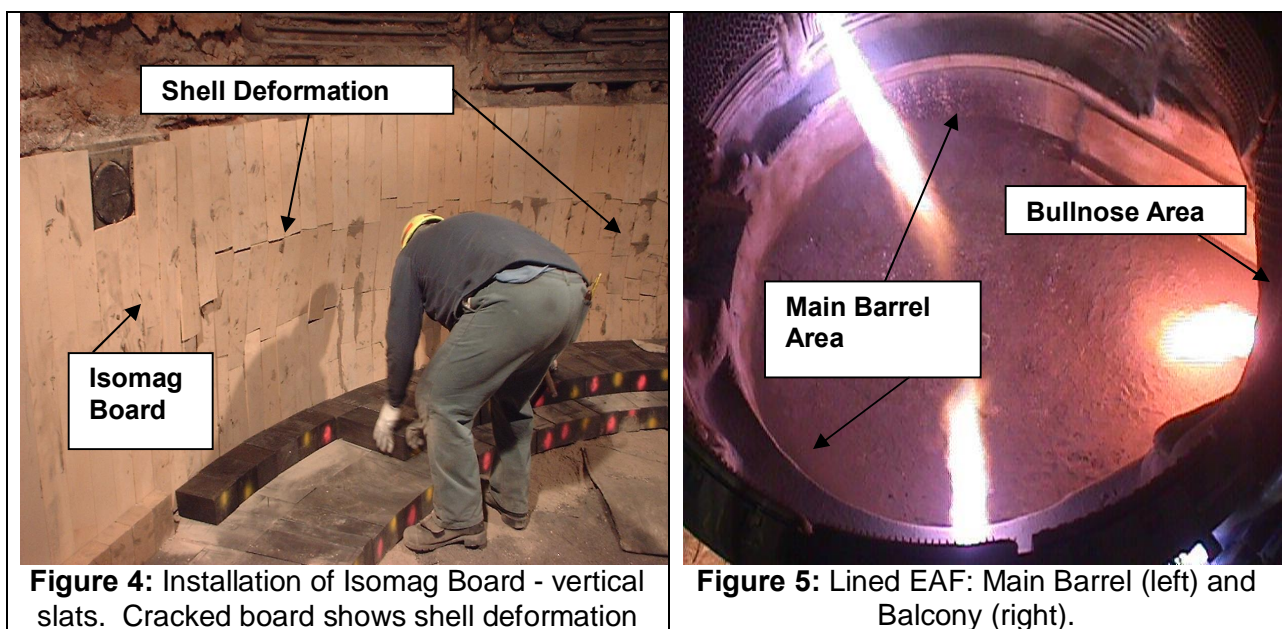 Shell Deformation
Isomag
Board
Figure 4: Installation of Isomag Board - vertical
slats. Cracked board shows shell deformation
Bullnose Area
Main Barrel
Area
Figure 5: Lined EAF: Main Barrel (left) and
Balcony (right).